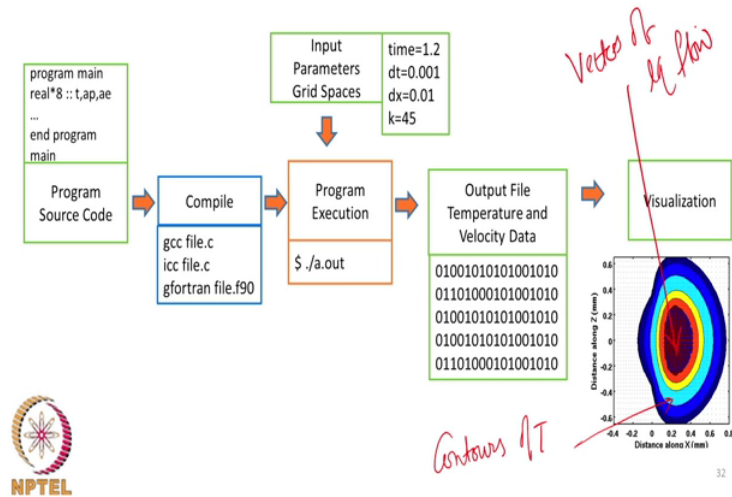 program main
real*8 :: t,ap,ae
...
end program
main
Program
Source Code
Compile
gcc file.c
icc file.c
gfortran file.f90
Input
Parameters
Grid Spaces
time=1.2
dt=0.001
dx=0.01
k=45
Program
Execution
$ ./a.out
Output File
Temperature and
Velocity Data
01001010101001010
01101000101001010
01001010101001010
01001010101001010
01101000101001010
Visualization
of
flow
0.6
0.4
0.2
0
-0.2
-0.4
-0.6
Distance along Z (mm)
-0.4 -0.2 0 0.2 0.4 0.6 0.8
Distance along X (mm)
Contours of T
NPTEL
32